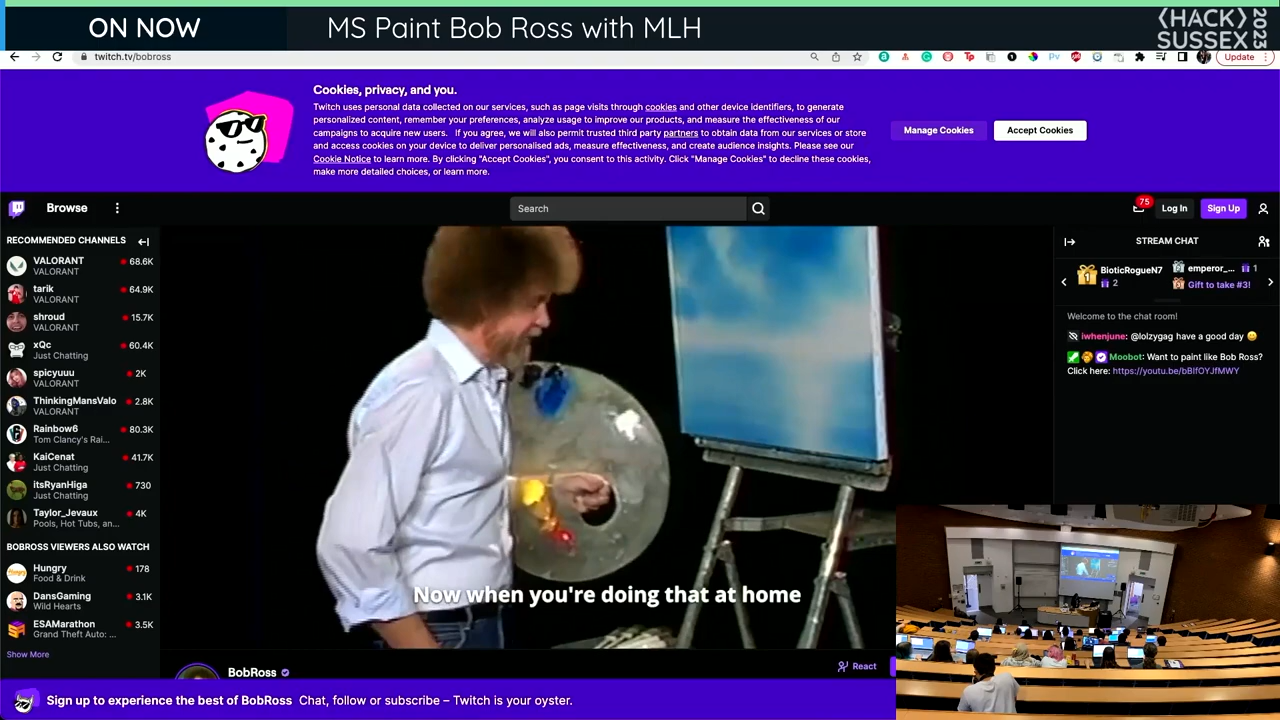 ON NOW
MS Paint Bob Ross with MLH
⟨HACK⟩
SUSSEX
2023
twitch.tv/bobross
Update
Cookies, privacy, and you.
Twitch uses personal data collected on our services, such as page visits through cookies and other device identifiers, to generate
personalized content, remember your preferences, analyze usage to improve our products, and measure the effectiveness of our
campaigns to acquire new users. If you agree, we will also permit trusted third party partners to obtain data from our services or store
and access cookies on your device to deliver personalised ads, measure effectiveness, and create audience insights. Please see our
Cookie Notice to learn more. By clicking "Accept Cookies", you consent to this activity. Click "Manage Cookies" to decline these cookies,
make more detailed choices, or learn more.
Manage Cookies
Accept Cookies
Browse
Search
75
Log In
Sign Up
RECOMMENDED CHANNELS
VALORANT 68.6K
VALORANT
tarik 64.9K
VALORANT
shroud 15.7K
VALORANT
xQc 60.4K
Just Chatting
spicyuuu 2K
VALORANT
ThinkingMansValo 2.8K
VALORANT
Rainbow6 80.3K
Tom Clancy's Rai...
KaiCenat 41.7K
Just Chatting
itsRyanHiga 730
Just Chatting
Taylor_Jevaux 4K
Pools, Hot Tubs, an...
BOBROSS VIEWERS ALSO WATCH
Hungry 178
Food & Drink
DansGaming 3.1K
Wild Hearts
ESAMarathon 3.5K
Grand Theft Auto: ...
Show More
Now when you're doing that at home
BobRoss
React
STREAM CHAT
1 BioticRogueN7
2
emperor_... 1
Gift to take #3!
Welcome to the chat room!
iwhenjune: @lolzygag have a good day
Moobot: Want to paint like Bob Ross?
Click here: https://youtu.be/bBIfOYJfMWY
Sign up to experience the best of BobRoss Chat, follow or subscribe – Twitch is your oyster.